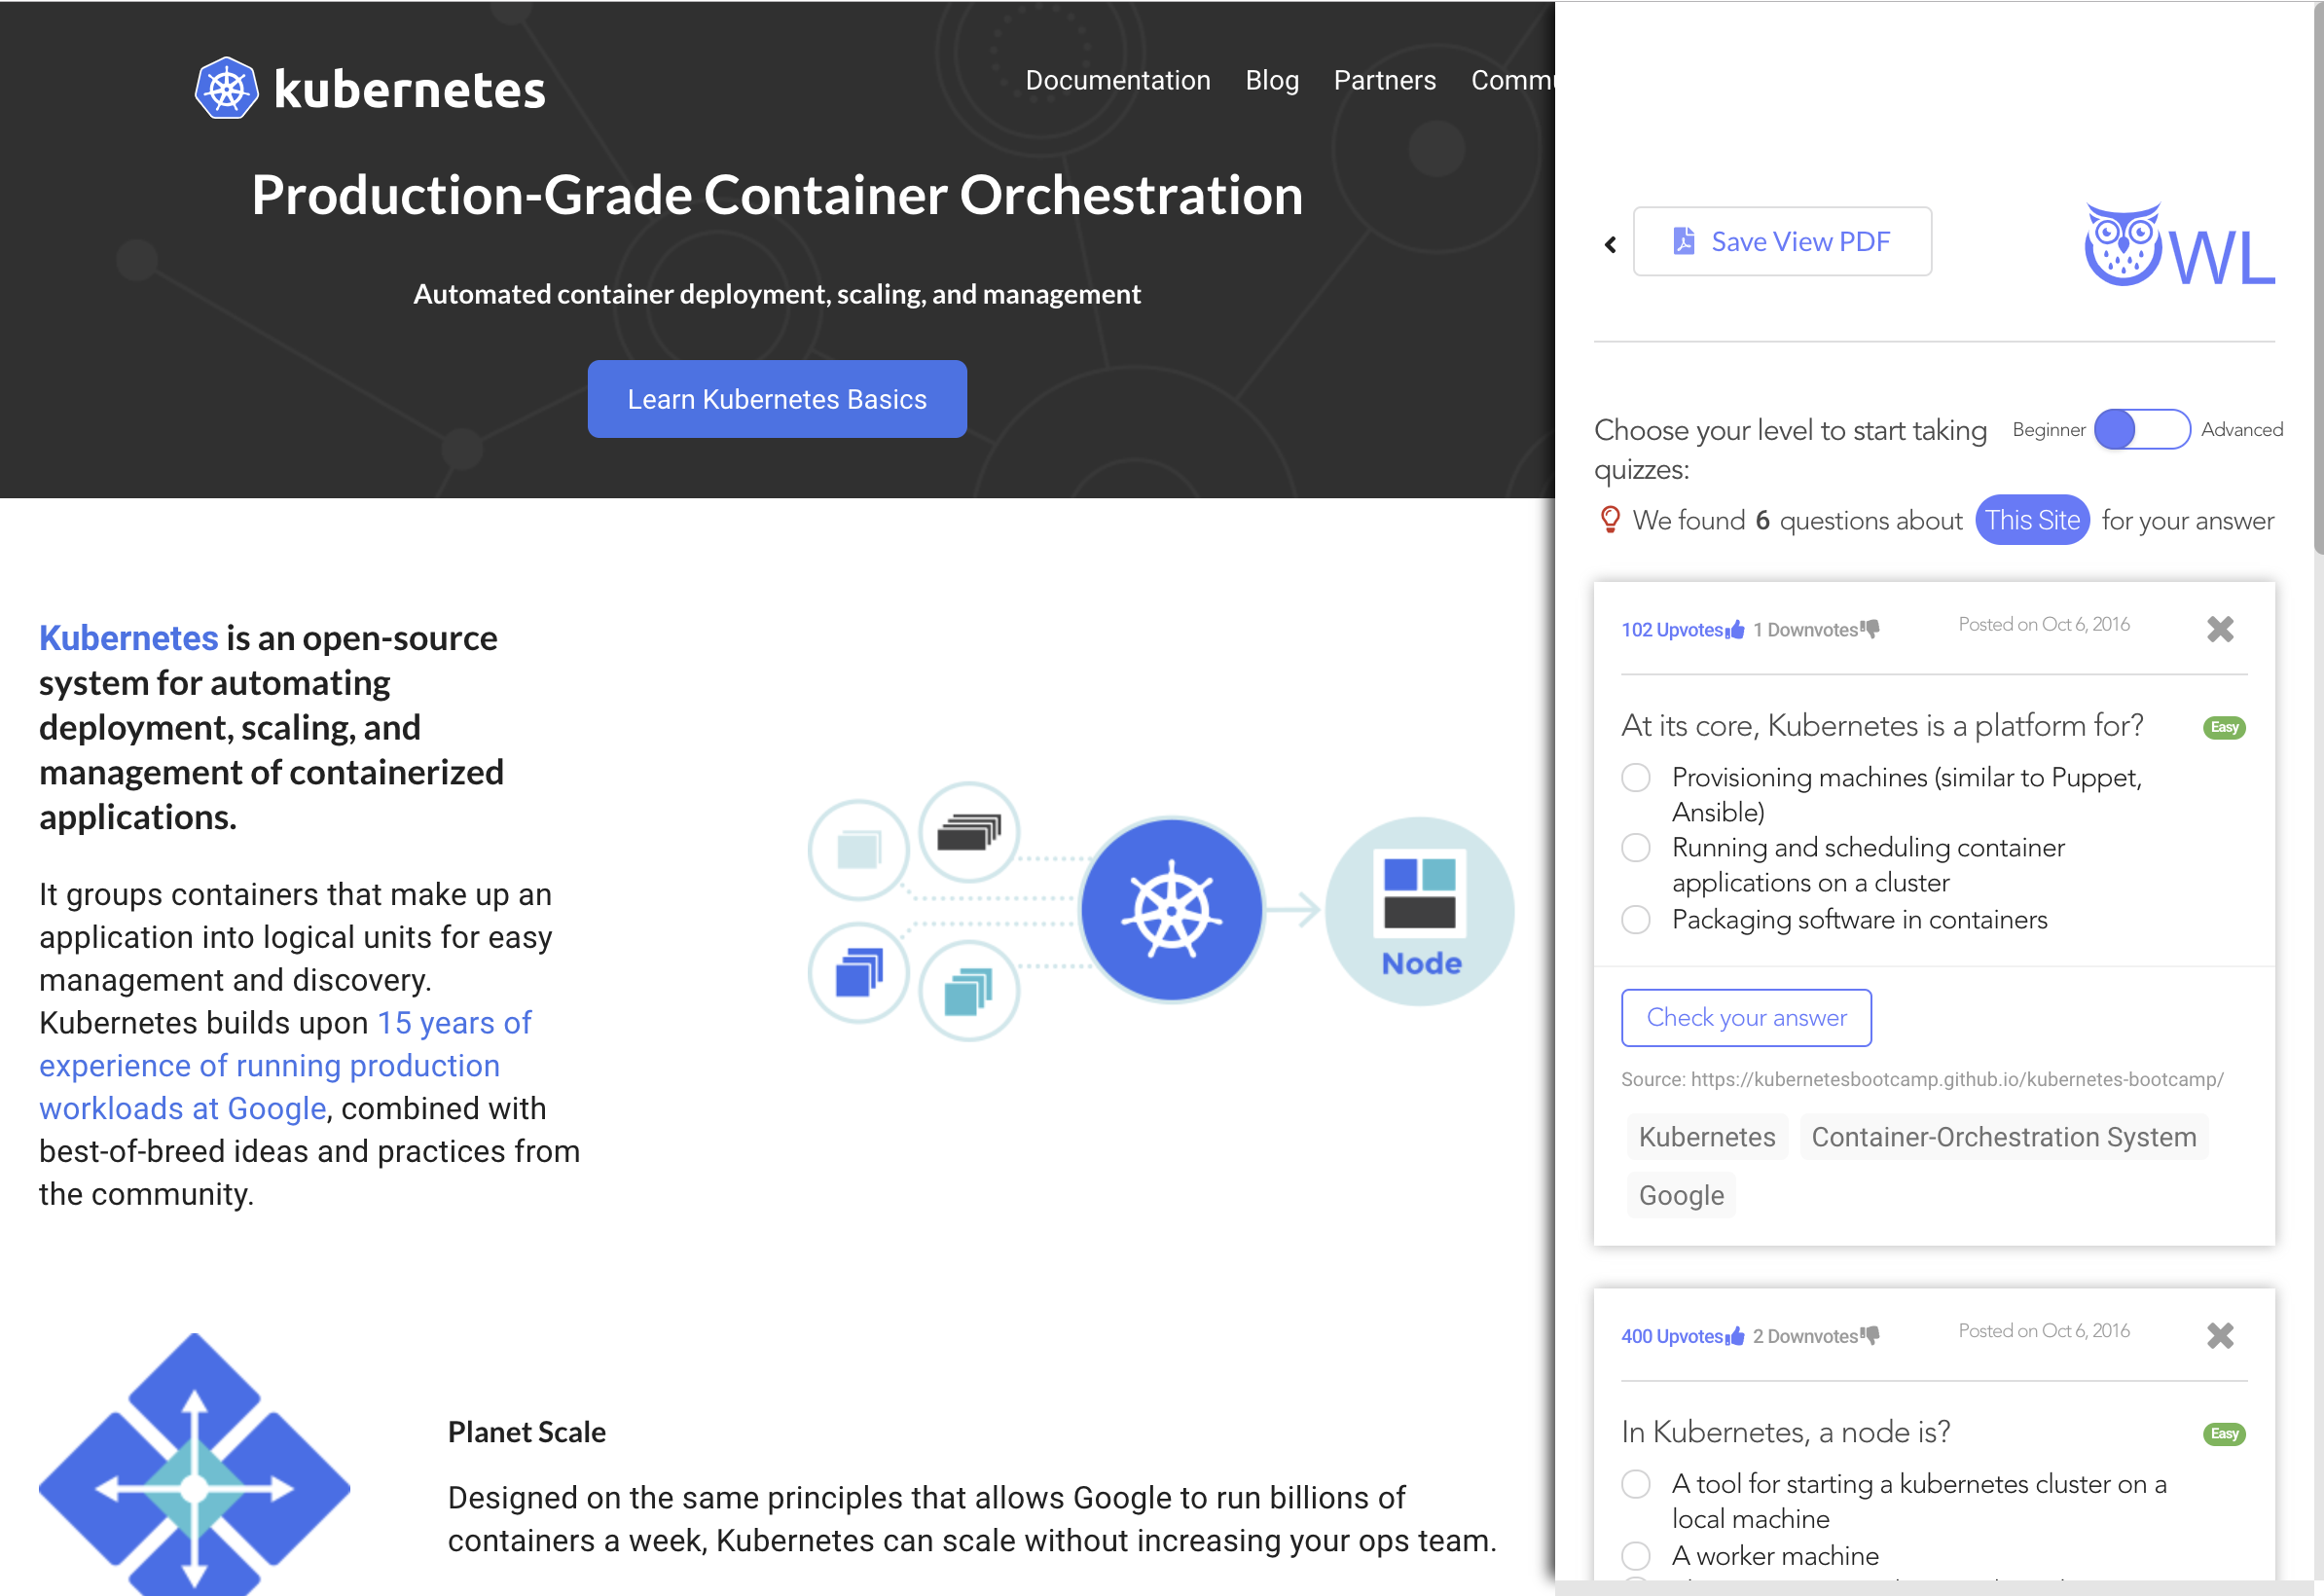 kubernetes
Documentation Blog Partners
Production-Grade Container Orchestration
Automated container deployment, scaling, and management
Learn Kubernetes Basics
Kubernetes is an open-source
system for automating
deployment, scaling, and
management of containerized
applications.
It groups containers that make up an
application into logical units for easy
management and discovery.
Kubernetes builds upon 15 years of
experience of running production
workloads at Google, combined with
best-of-breed ideas and practices from
the community.
Node
Planet Scale
Designed on the same principles that allows Google to run billions of
containers a week, Kubernetes can scale without increasing your ops team.
Save View PDF
OWL
Choose your level to start taking
quizzes:
Beginner Advanced
We found 6 questions about This Site for your answer
102 Upvotes 1 Downvotes Posted on Oct 6, 2016
At its core, Kubernetes is a platform for? Easy
Provisioning machines (similar to Puppet,
Ansible)
Running and scheduling container
applications on a cluster
Packaging software in containers
Check your answer
Source: https://kubernetesbootcamp.github.io/kubernetes-bootcamp/
Kubernetes Container-Orchestration System
Google
400 Upvotes 2 Downvotes Posted on Oct 6, 2016
In Kubernetes, a node is? Easy
A tool for starting a kubernetes cluster on a
local machine
A worker machine